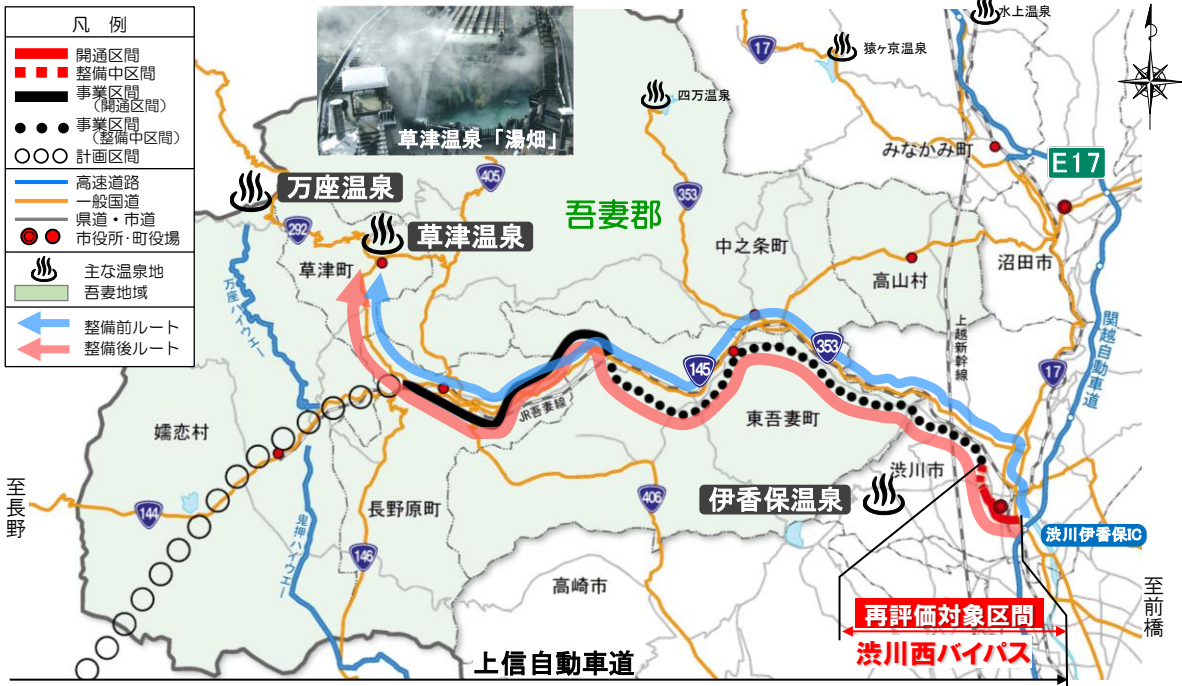 凡 例
開通区間
整備中区間
事業区間
(開通区間)
事業区間
(整備中区間)
計画区間
高速道路
一般国道
県道・市道
市役所・町役場
主な温泉地
吾妻地域
整備前ルート
整備後ルート
草津温泉「湯畑」
水上温泉
17
猿ヶ京温泉
四万温泉
みなかみ町
E17
405
353
万座温泉
292
草津温泉
吾妻郡
中之条町
高山村
沼田市
草津町
万座ハイウエー
上越新幹線
関越自動車道
353
145
17
JR吾妻線
東吾妻町
嬬恋村
渋川市
至長野
144
長野原町
406
伊香保温泉
鬼押ハイウエー
146
渋川伊香保IC
高崎市
至前橋
再評価対象区間
渋川西バイパス
上信自動車道